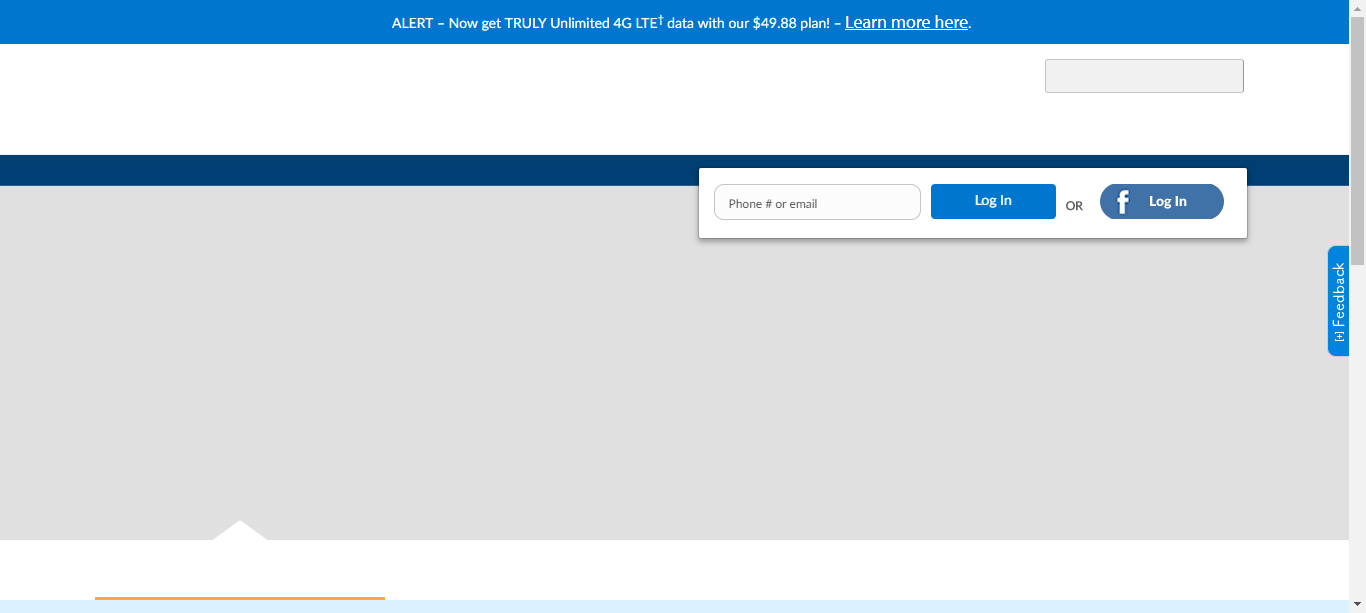 ALERT – Now get TRULY Unlimited 4G LTE† data with our $49.88 plan! – Learn more here.
Phone # or email
Log In
OR
f Log In
[+] Feedback